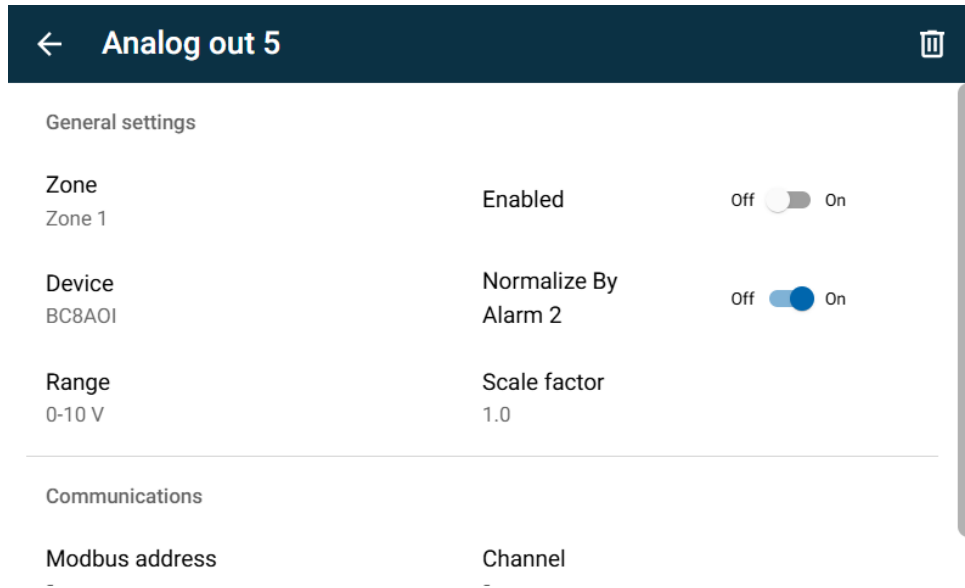 Analog out 5
General settings
Zone
Zone 1
Enabled
Off On
Device
BC8AOI
Normalize By
Alarm 2
Off On
Range
0-10 V
Scale factor
1.0
Communications
Modbus address
Channel